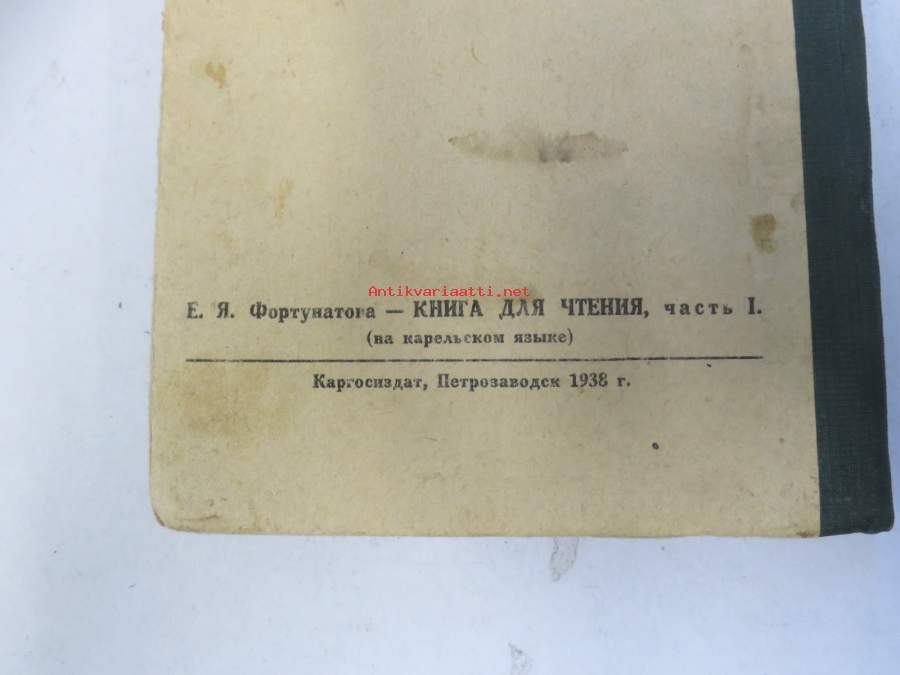 Antikvariaatti.net
Е. Я. Фортунатова — КНИГА ДЛЯ ЧТЕНИЯ, часть I.
(на карельском языке)
Каргосиздат, Петрозаводск 1938 г.